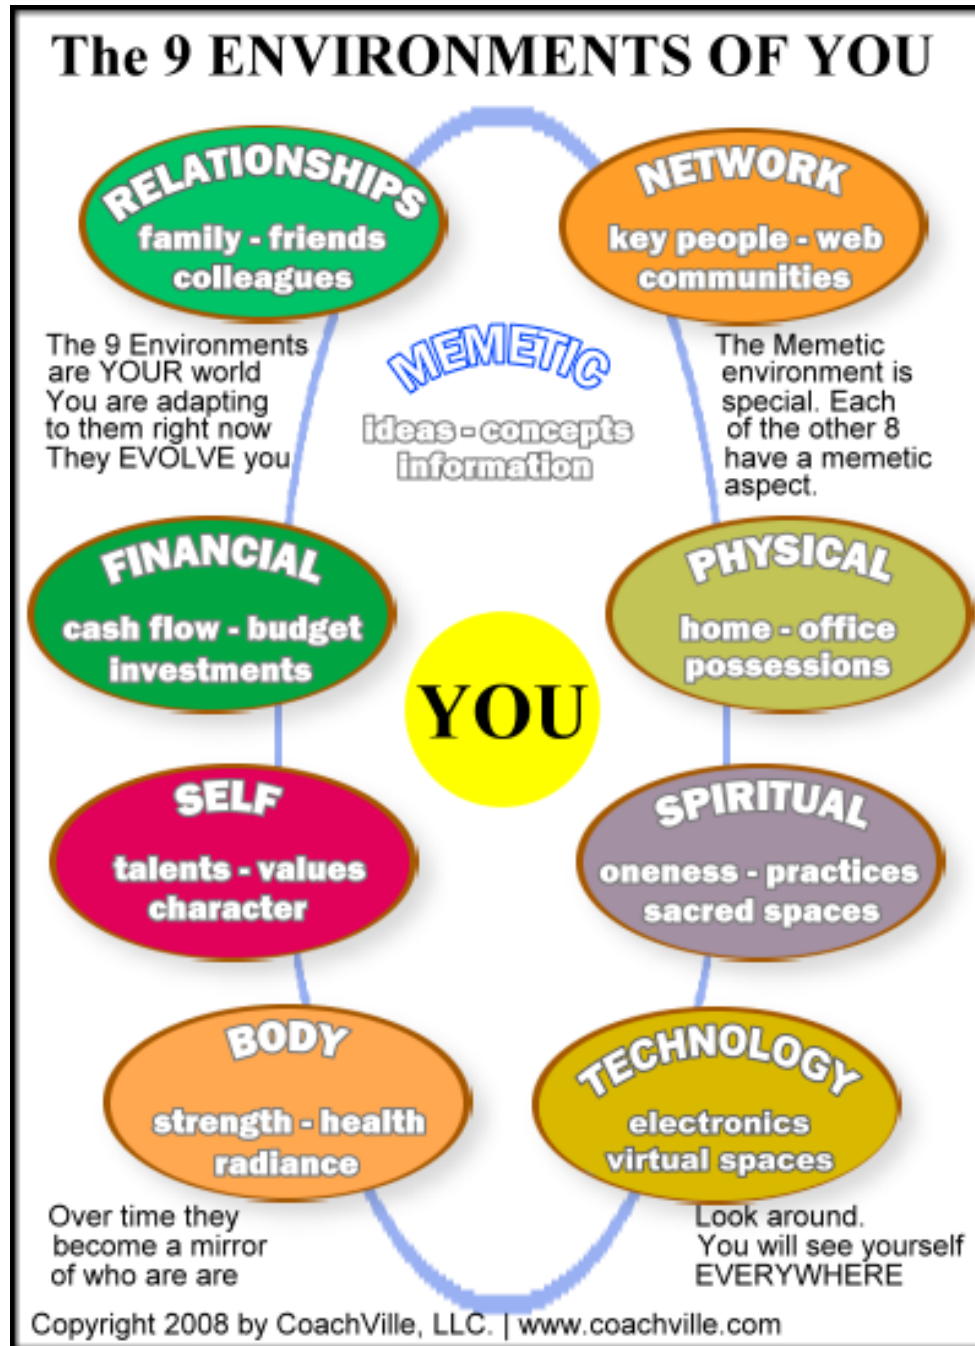 The 9 ENVIRONMENTS OF YOU
RELATIONSHIPS
family - friends
colleagues
NETWORK
key people - web
communities
The 9 Environments
are YOUR world
You are adapting
to them right now
They EVOLVE you
MEMETIC
ideas - concepts
information
The Memetic
environment is
special. Each
of the other 8
have a memetic
aspect.
FINANCIAL
cash flow - budget
investments
PHYSICAL
home - office
possessions
YOU
SELF
talents - values
character
SPIRITUAL
oneness - practices
sacred spaces
BODY
strength - health
radiance
TECHNOLOGY
electronics
virtual spaces
Over time they
become a mirror
of who are are
Look around.
You will see yourself
EVERYWHERE
Copyright 2008 by CoachVille, LLC. | www.coachville.com